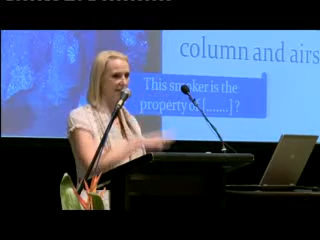 column and airs
This smoker is the
property of [.......] ?